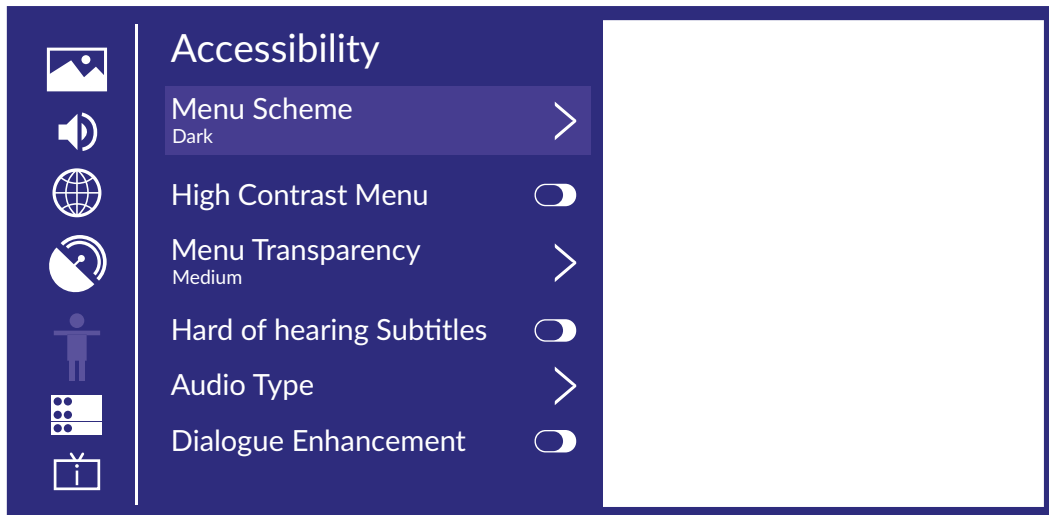 Accessibility
Menu Scheme
Dark
High Contrast Menu
Menu Transparency
Medium
Hard of hearing Subtitles
Audio Type
Dialogue Enhancement
i